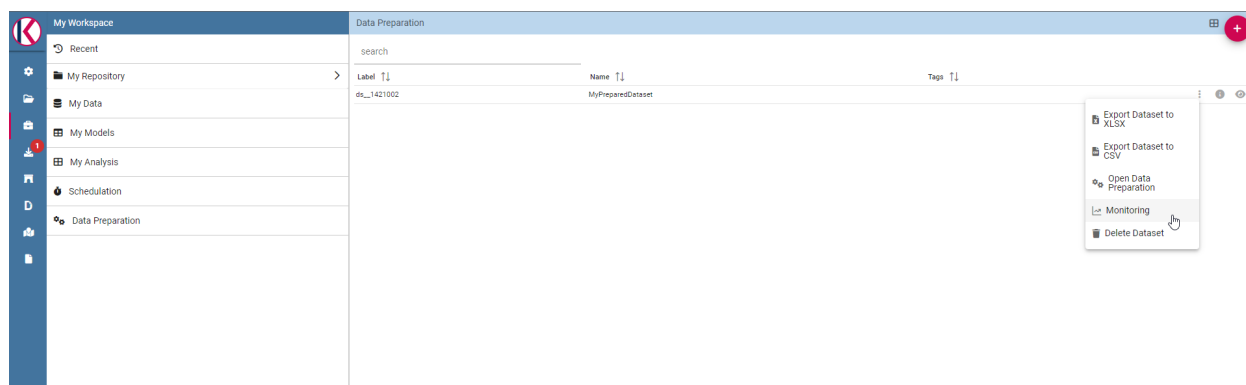 My Workspace
Data Preparation
Recent
search
My Repository
Label
Name
Tags
ds__1421002
MyPreparedDataset
My Data
My Models
My Analysis
Schedulation
Data Preparation
1
D
K
+
Export Dataset to
XLSX
Export Dataset to
CSV
Open Data
Preparation
Monitoring
Delete Dataset